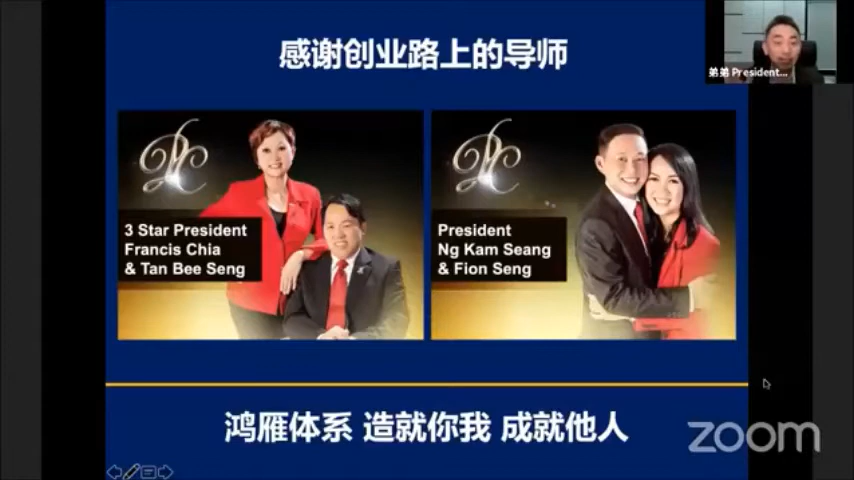 感谢创业路上的导师
弟弟 President...
3 Star President
Francis Chia
& Tan Bee Seng
President
Ng Kam Seang
& Fion Seng
鸿雁体系 造就你我 成就他人
zoom